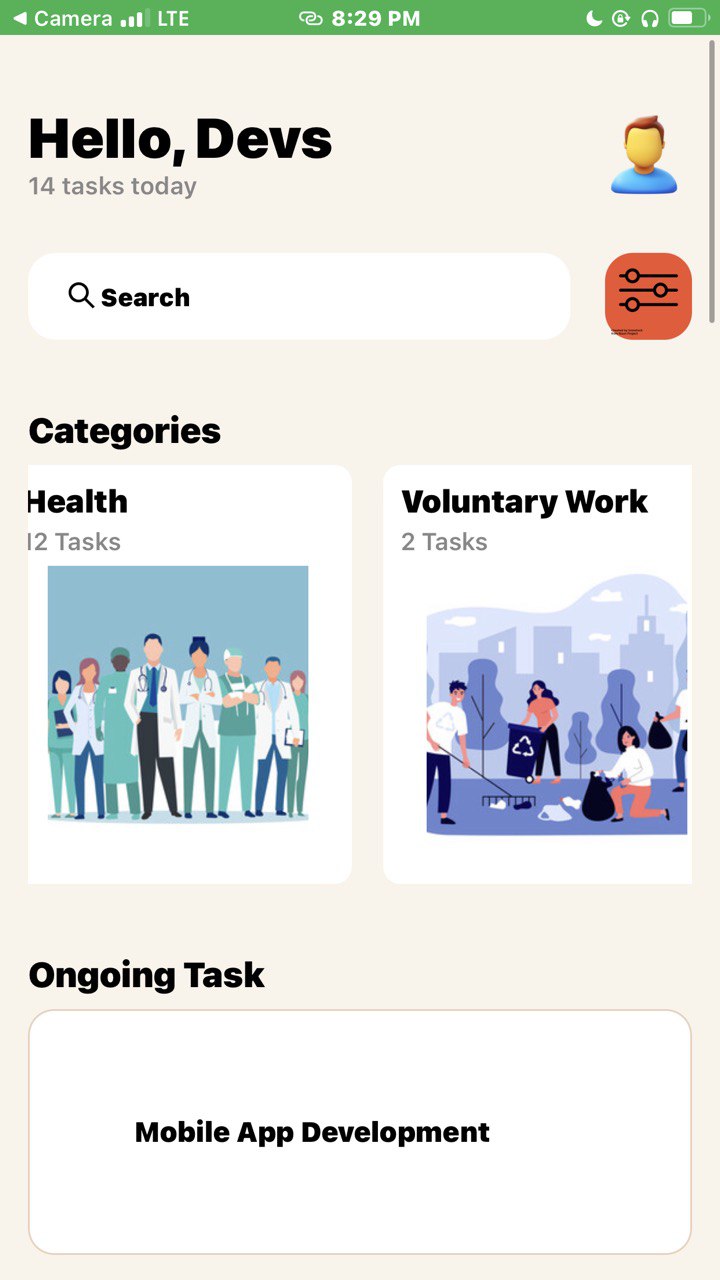 Camera LTE 8:29 PM
Hello, Devs
14 tasks today
Search
Categories
Health
12 Tasks
Voluntary Work
2 Tasks
Ongoing Task
Mobile App Development